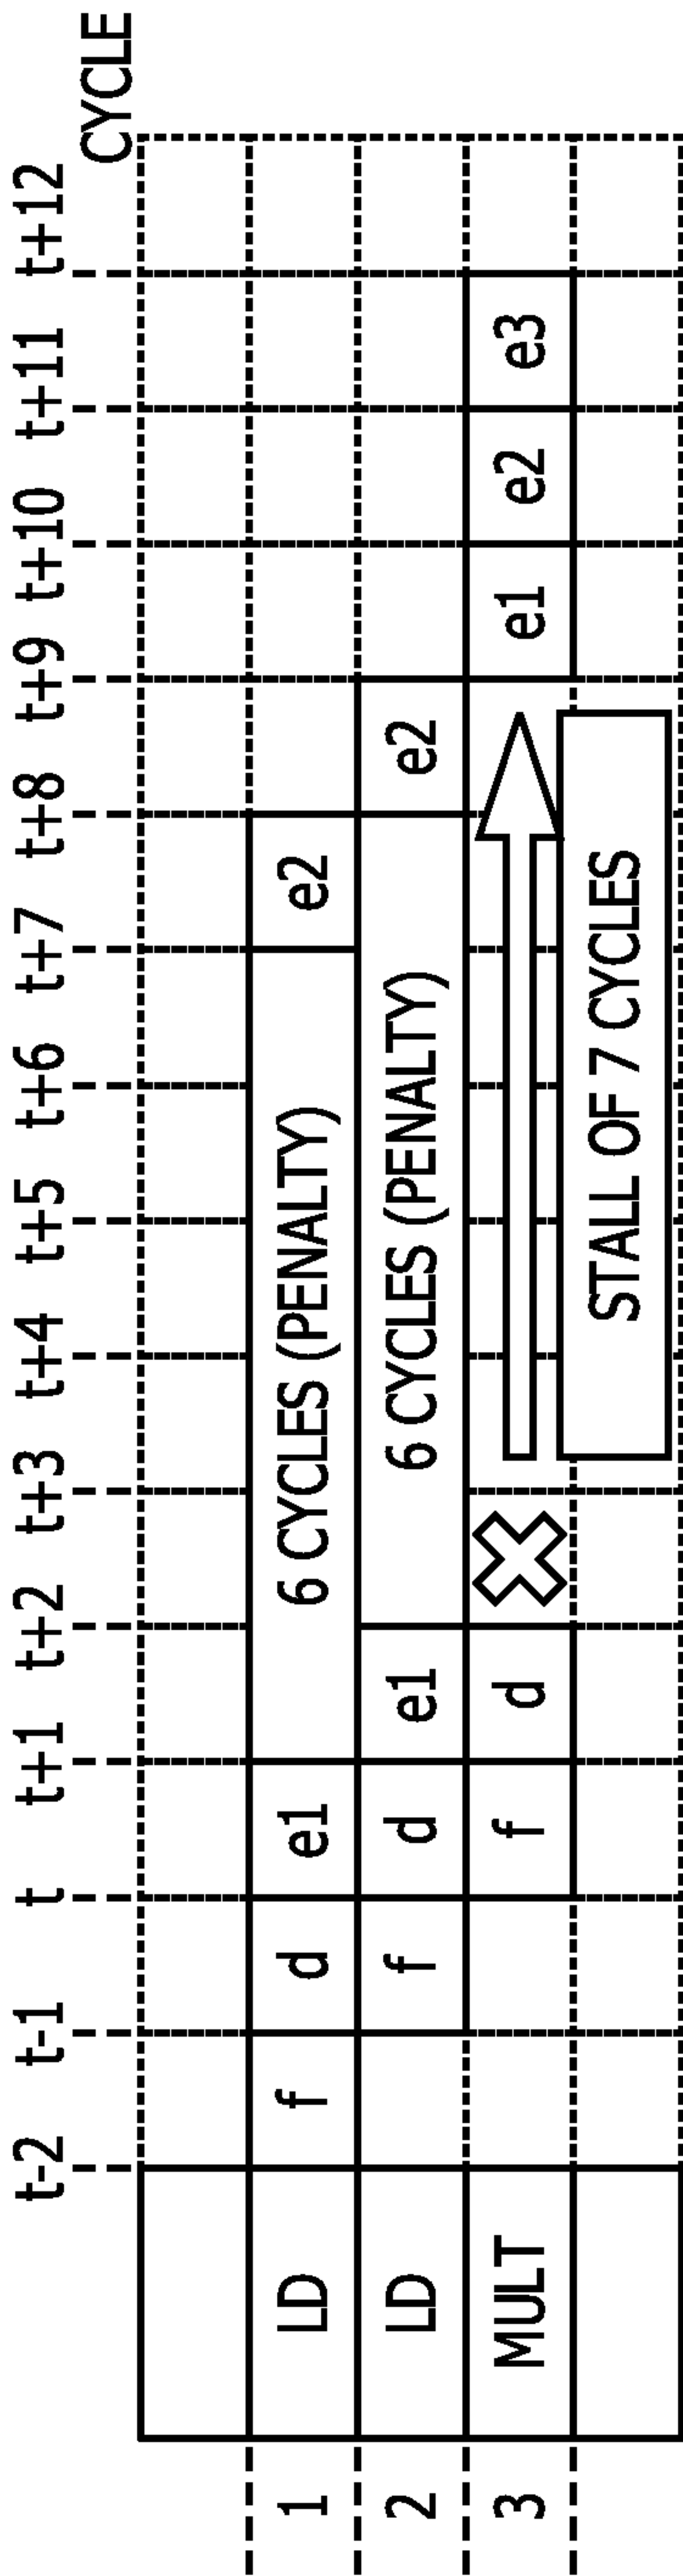 t-2 t-1 t t+1 t+2 t+3 t+4 t+5 t+6 t+7 t+8 t+9 t+10 t+11 t+12
CYCLE
1 LD f d e1 6 CYCLES (PENALTY) e2
2 LD f d e1 6 CYCLES (PENALTY) e2
3 MULT f d e1 e2 e3
STALL OF 7 CYCLES